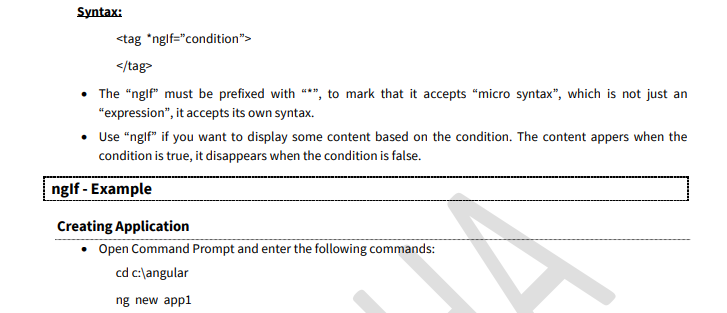 Syntax:
<tag *ngIf=”condition”>
</tag>
• The “ngIf” must be prefixed with “*”, to mark that it accepts “micro syntax”, which is not just an
“expression”, it accepts its own syntax.
• Use “ngIf” if you want to display some content based on the condition. The content appers when the
condition is true, it disappears when the condition is false.
ngIf - Example
Creating Application
• Open Command Prompt and enter the following commands:
cd c:\angular
ng new app1